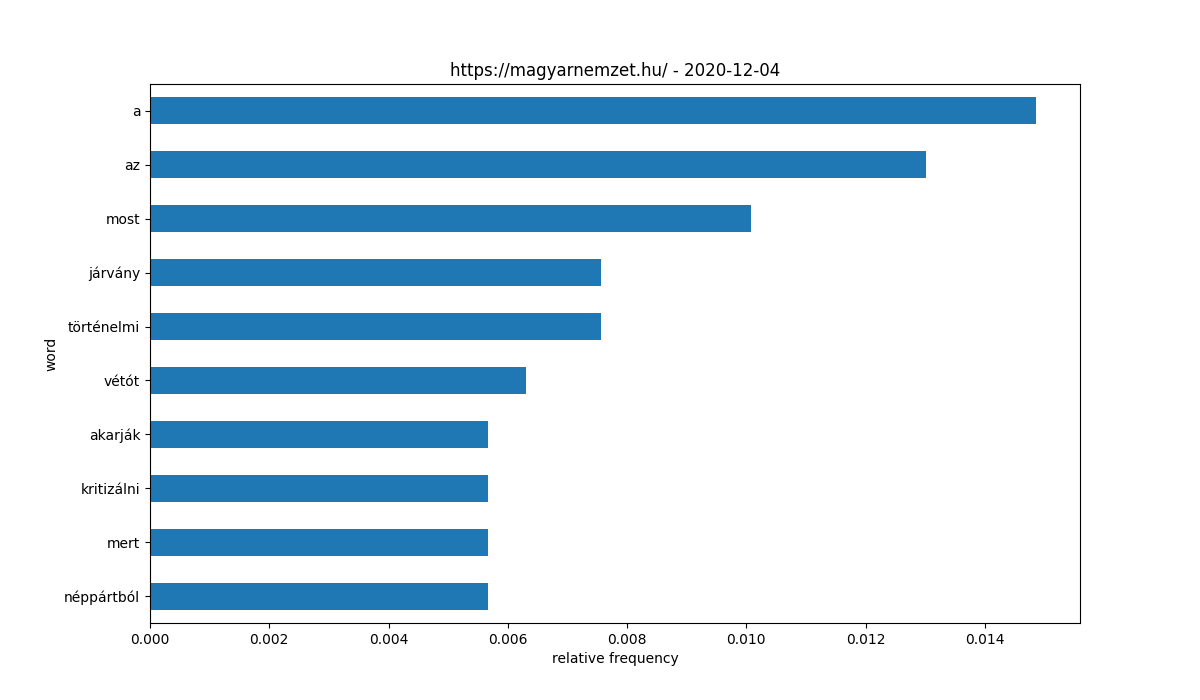 https://magyarnemzet.hu/ - 2020-12-04
a
az
most
járvány
történelmi
vétót
akarják
kritizálni
mert
néppártból
word
0.000 0.002 0.004 0.006 0.008 0.010 0.012 0.014
relative frequency